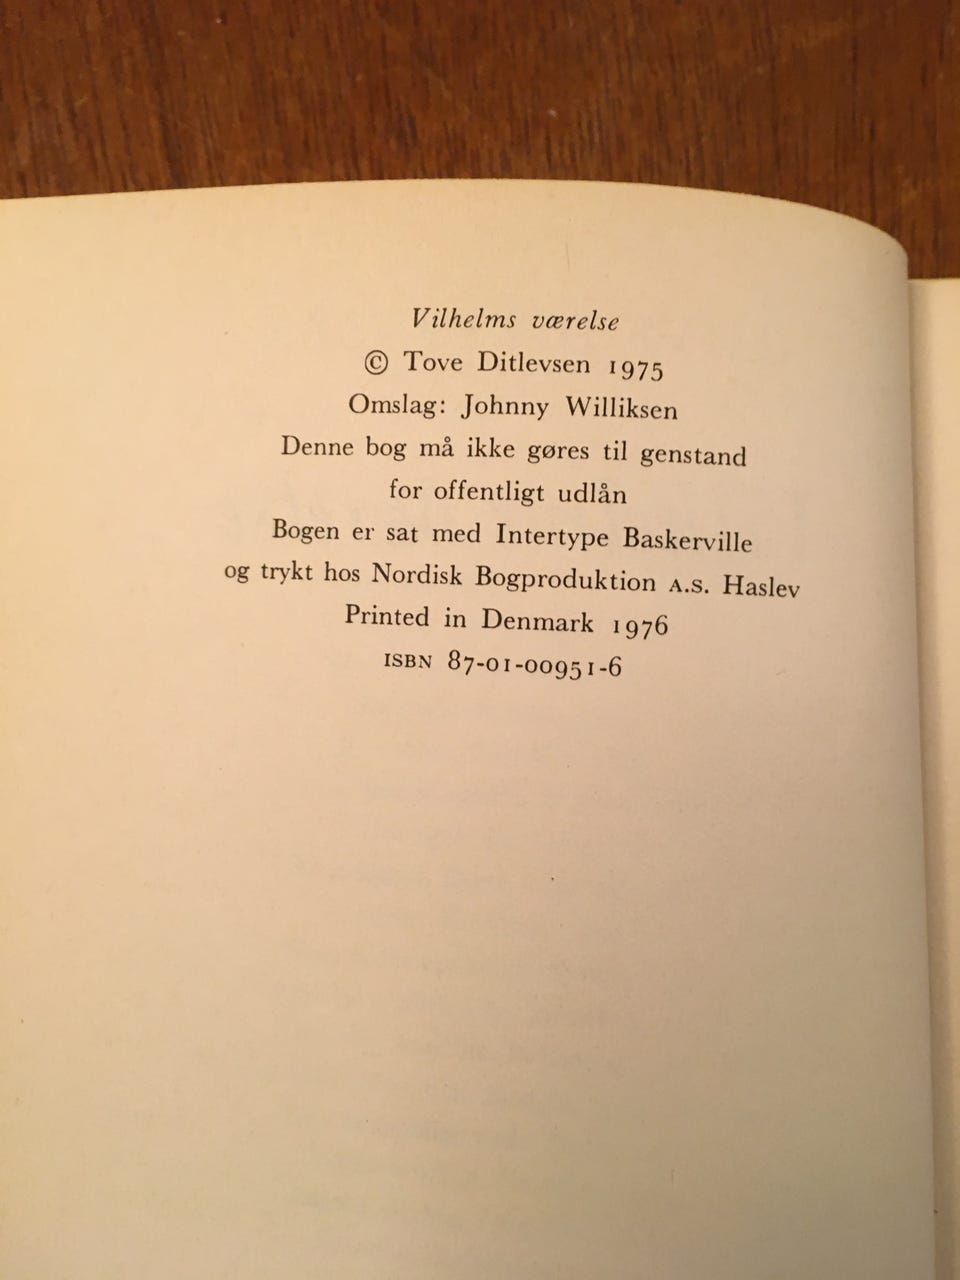 Vilhelms værelse
© Tove Ditlevsen 1975
Omslag: Johnny Williksen
Denne bog må ikke gøres til genstand
for offentligt udlån
Bogen er sat med Intertype Baskerville
og trykt hos Nordisk Bogproduktion A.S. Haslev
Printed in Denmark 1976
ISBN 87-01-00951-6